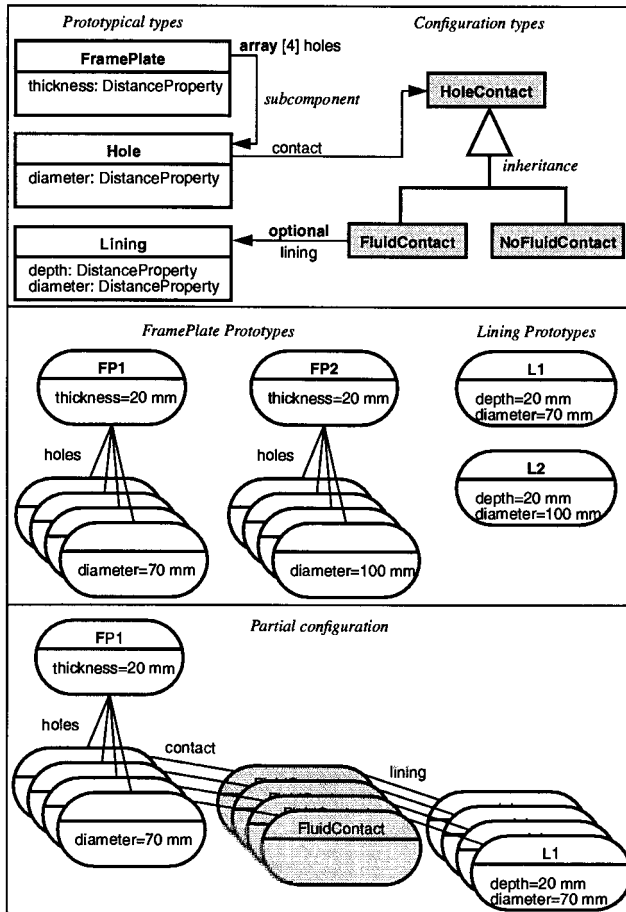 Prototypical types
Configuration types
FramePlate
thickness: DistanceProperty
array [4] holes
subcomponent
HoleContact
Hole
diameter: DistanceProperty
contact
inheritance
Lining
depth: DistanceProperty
diameter: DistanceProperty
optional
lining
FluidContact
NoFluidContact
FramePlate Prototypes
Lining Prototypes
FP1
thickness=20 mm
holes
diameter=70 mm
FP2
thickness=20 mm
holes
diameter=100 mm
L1
depth=20 mm
diameter=70 mm
L2
depth=20 mm
diameter=100 mm
Partial configuration
FP1
thickness=20 mm
holes
contact
lining
diameter=70 mm
FluidContact
L1
depth=20 mm
diameter=70 mm